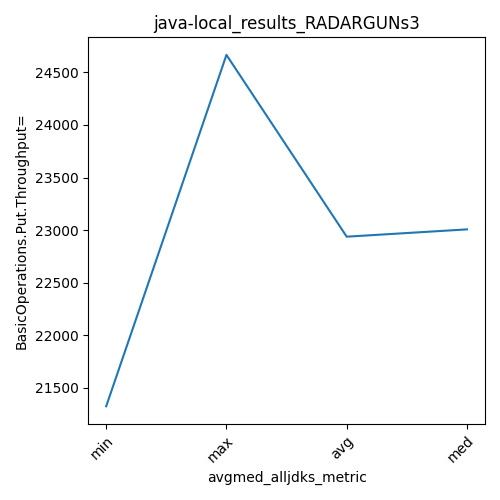 java-local_results_RADARGUNs3
BasicOperations.Put.Throughput=
24500
24000
23500
23000
22500
22000
21500
min
max
avg
med
avgmed_alljdks_metric